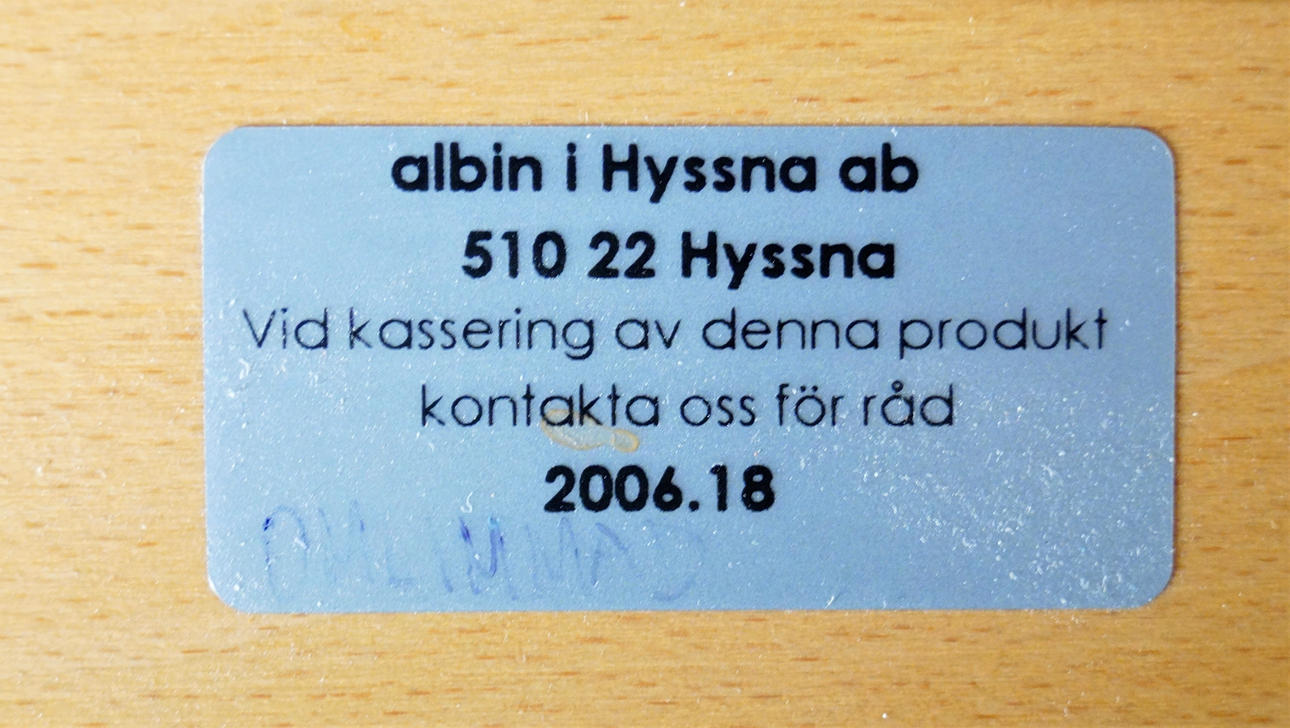 albin i Hyssna ab
510 22 Hyssna
Vid kassering av denna produkt
kontakta oss för råd
2006.18